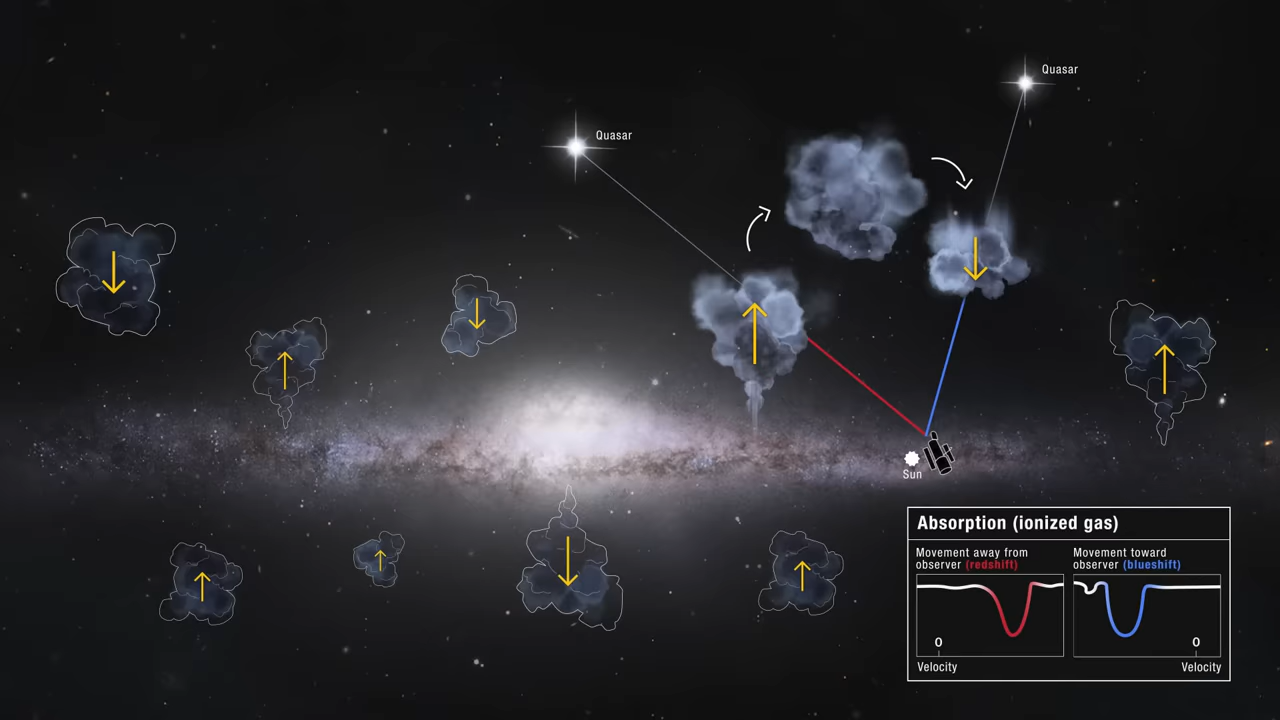 Quasar
Quasar
Sun
Absorption (ionized gas)
Movement away from
observer (redshift)
Movement toward
observer (blueshift)
0
0
Velocity
Velocity